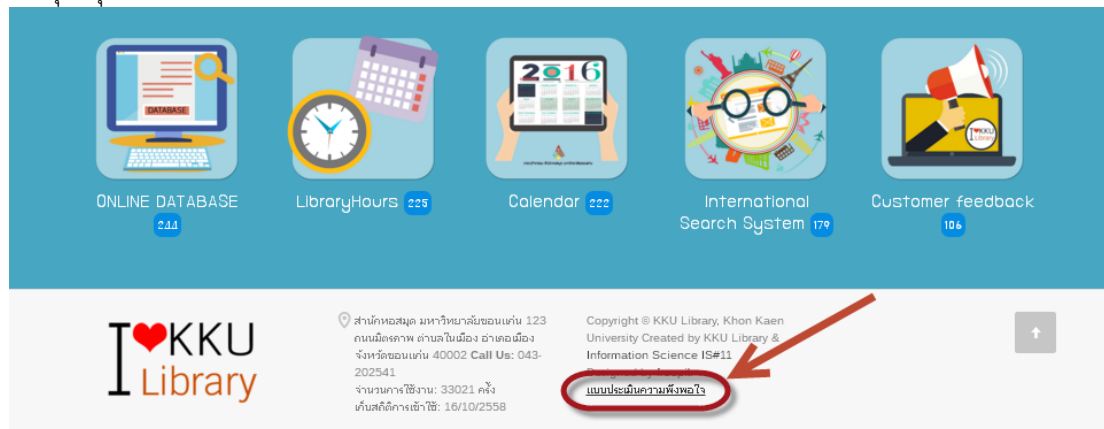 DATABASE
2016
I ❤ KKU
Library
ONLINE DATABASE
244
LibraryHours 225
Calendar 222
International
Search System 179
Customer feedback
106
I ❤ KKU
Library
สำนักหอสมุด มหาวิทยาลัยขอนแก่น 123
ถนนมิตรภาพ ตำบลในเมือง อำเภอเมือง
จังหวัดขอนแก่น 40002 Call Us: 043-
202541
จำนวนการใช้งาน: 33021 ครั้ง
เก็บสถิติการเข้าใช้: 16/10/2558
Copyright © KKU Library, Khon Kaen
University Created by KKU Library &
Information Science IS#11
แบบประเมินความพึงพอใจ